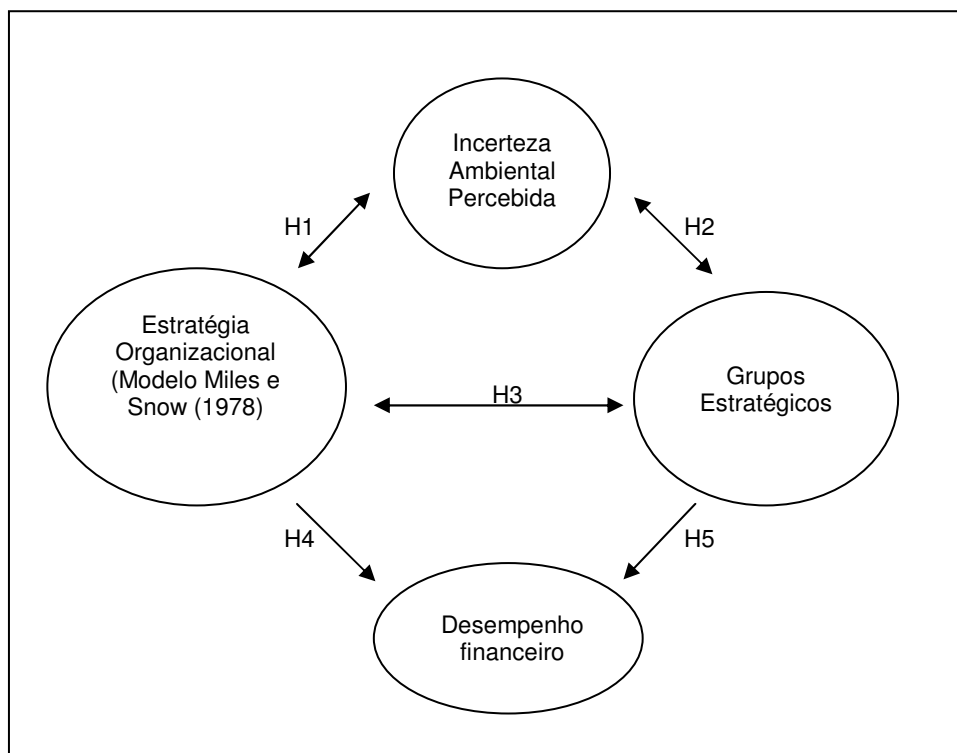 Incerteza
Ambiental
Percebida
H1
H2
Estratégia
Organizacional
(Modelo Miles e
Snow (1978)
H3
Grupos
Estratégicos
H4
H5
Desempenho
financeiro